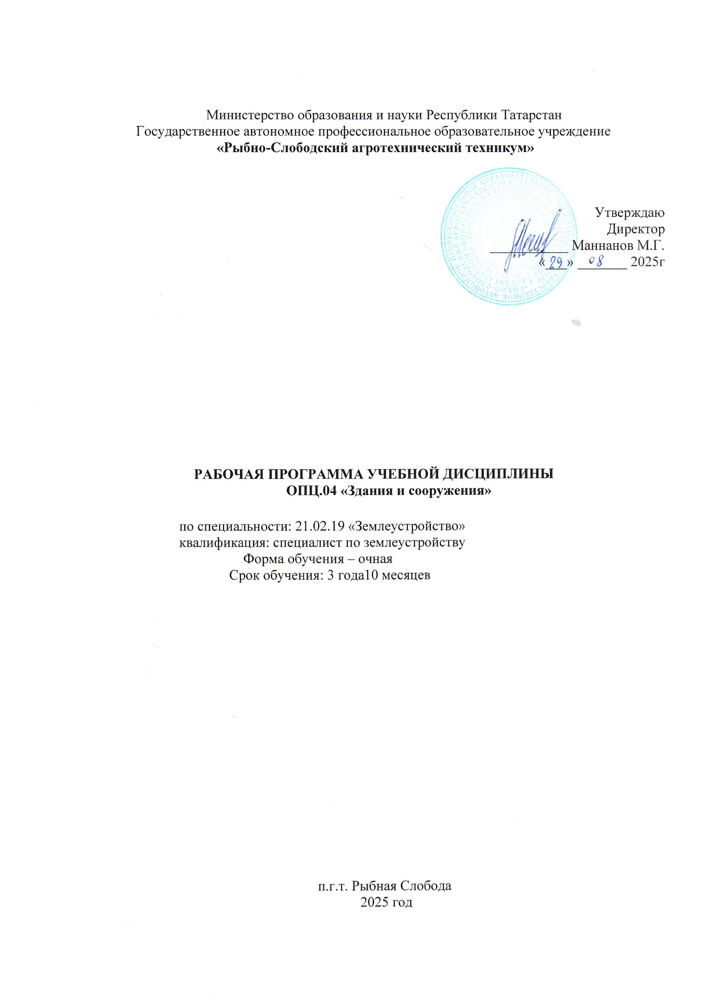 Министерство образования и науки Республики Татарстан
Государственное автономное профессиональное образовательное учреждение
«Рыбно-Слободский агротехнический техникум»
Утверждаю
Директор
___________ Маннанов М.Г.
«29» 08 2025г
РАБОЧАЯ ПРОГРАММА УЧЕБНОЙ ДИСЦИПЛИНЫ
ОПЦ.04 «Здания и сооружения»
по специальности: 21.02.19 «Землеустройство»
квалификация: специалист по землеустройству
Форма обучения – очная
Срок обучения: 3 года10 месяцев
п.г.т. Рыбная Слобода
2025 год